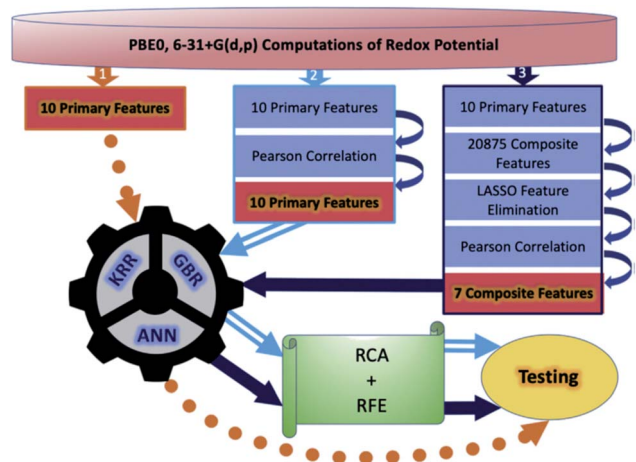 PBE0, 6-31+G(d,p) Computations of Redox Potential
1
2
3
10 Primary Features
10 Primary Features
Pearson Correlation
10 Primary Features
10 Primary Features
20875 Composite
Features
LASSO Feature
Elimination
Pearson Correlation
7 Composite Features
KRR
GBR
ANN
RCA
+
RFE
Testing